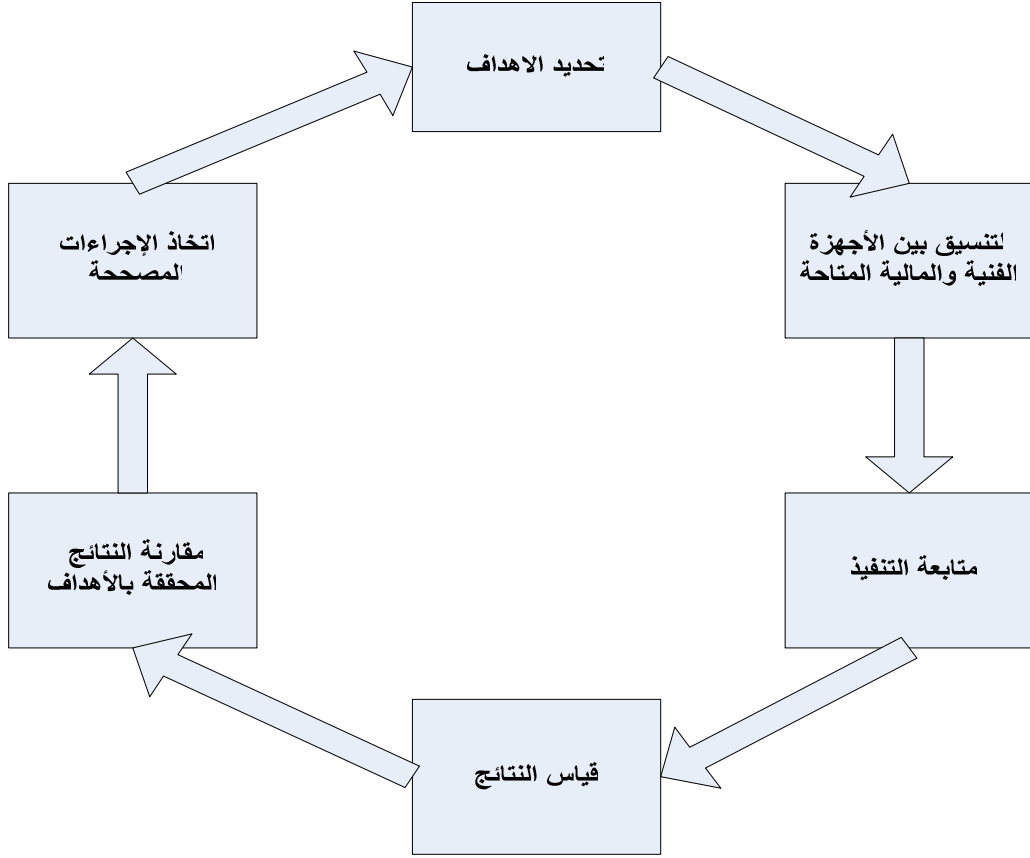 تحديد الاهداف
لتنسيق بين الأجهزة
الفنية والمالية المتاحة
متابعة التنفيذ
قياس النتائج
مقارنة النتائج
المحققة بالأهداف
اتخاذ الإجراءات
المصححة